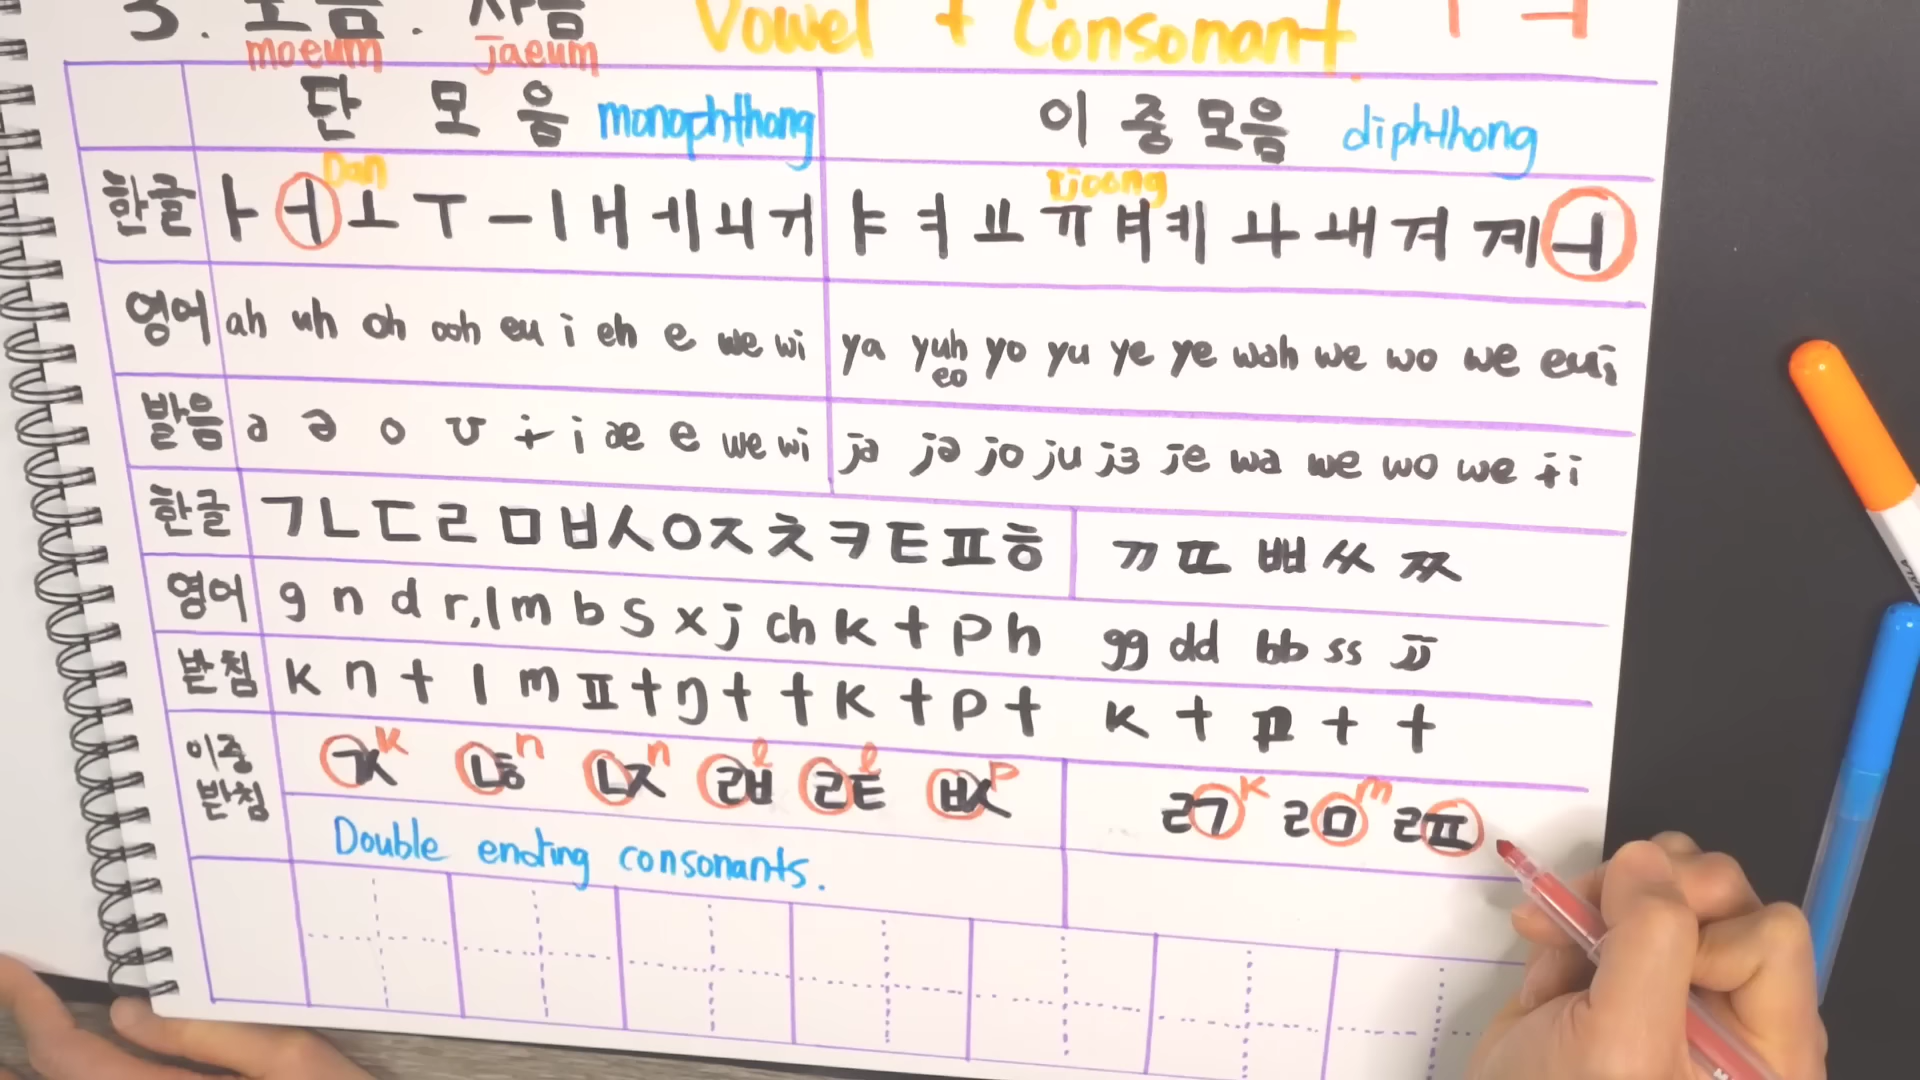 3. 모음. 자음 Vowel + Consonant ㅓ ㅢ
moeum jaeum
단 모 음 monophthong 이 중 모음 diphthong
Dan
한글 ㅏ ㅓ ㅗ ㅜ ㅡ ㅣ ㅐ ㅔ ㅚ ㅟ ㅑ ㅕ ㅛ ㅠ ㅒ ㅖ ㅘ ㅙ ㅝ ㅞ ㅢ
영어 ah uh oh ooh eu i eh e we wi ya yuh yo yu ye ye wah we wo we eui
eo
발음 a ə o ʊ ɨ i æ e we wi ja jə jo ju jɜ je wa we wo we ɨi
한글 ㄱ ㄴ ㄷ ㄹ ㅁ ㅂ ㅅ ㅇ ㅈ ㅊ ㅋ ㅌ ㅍ ㅎ ㄲ ㄸ ㅃ ㅆ ㅉ
영어 g n d r,l m b s x j ch k t p h gg dd bb ss jj
받침 k n t l m ㅍ t ŋ t t k t p t k t p t t
이중 받침 ㄳ k ㄶ n ㄵ n ㄼ l ㄾ l ㅄ p ㄺ k ㄻ m ㄿ
Double ending consonants.